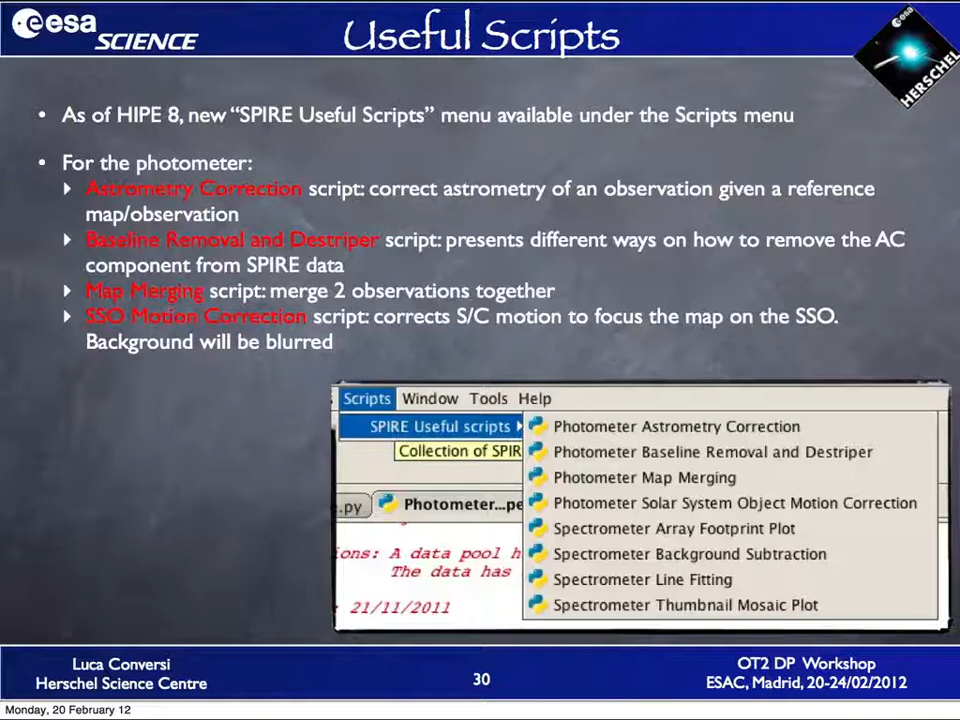 esa SCIENCE
Useful Scripts
esa
HERSCHEL
• As of HIPE 8, new “SPIRE Useful Scripts” menu available under the Scripts menu
• For the photometer:
Astrometry Correction script: correct astrometry of an observation given a reference
map/observation
Baseline Removal and Destriper script: presents different ways on how to remove the AC
component from SPIRE data
Map Merging script: merge 2 observations together
SSO Motion Correction script: corrects S/C motion to focus the map on the SSO.
Background will be blurred
Scripts Window Tools Help
SPIRE Useful scripts
Collection of SPIR
Photometer Astrometry Correction
Photometer Baseline Removal and Destriper
Photometer Map Merging
Photometer Solar System Object Motion Correction
Spectrometer Array Footprint Plot
Spectrometer Background Subtraction
Spectrometer Line Fitting
Spectrometer Thumbnail Mosaic Plot
.py Photometer...pe
ions: A data pool h
The data has
: 21/11/2011
Luca Conversi
Herschel Science Centre
30
OT2 DP Workshop
ESAC, Madrid, 20-24/02/2012
Monday, 20 February 12